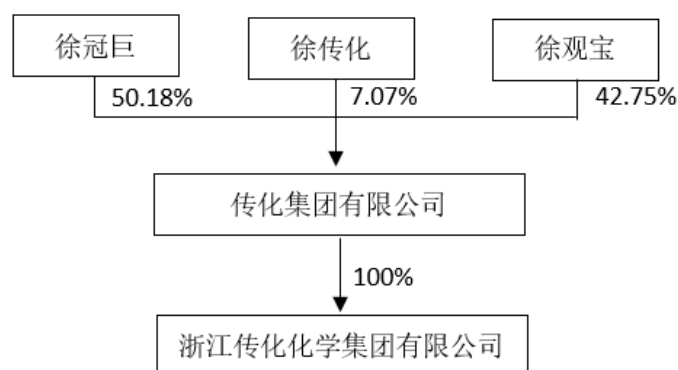 徐冠巨
徐传化
徐观宝
50.18%
7.07%
42.75%
传化集团有限公司
100%
浙江传化化学集团有限公司